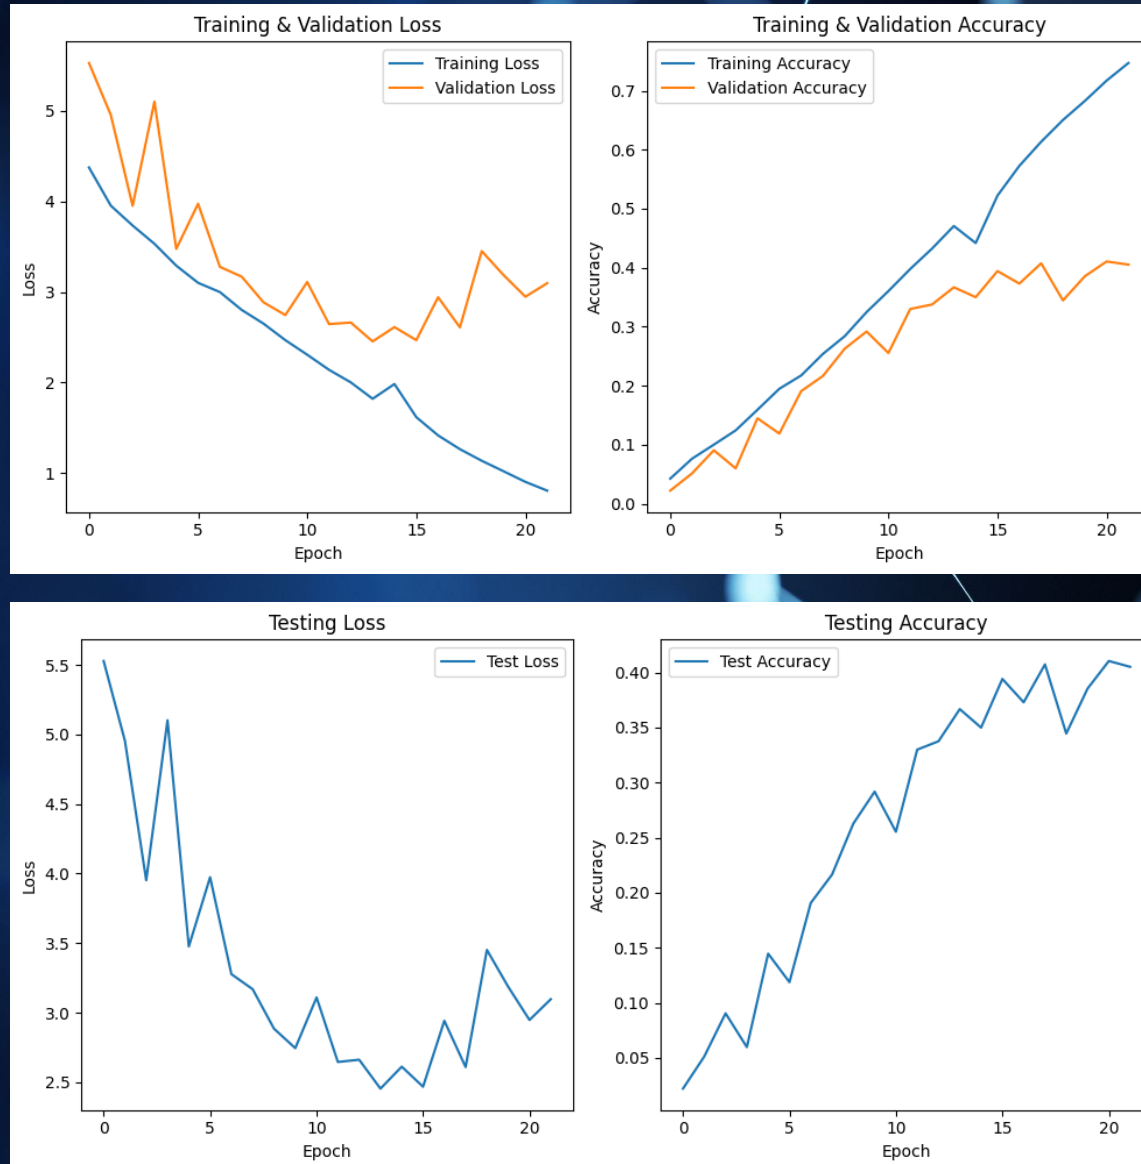 Training & Validation Loss
Training Loss
Validation Loss
5
4
3
2
1
Loss
0 5 10 15 20
Epoch
Training & Validation Accuracy
Training Accuracy
Validation Accuracy
0.7
0.6
0.5
0.4
0.3
0.2
0.1
0.0
Accuracy
0 5 10 15 20
Epoch
Testing Loss
Test Loss
5.5
5.0
4.5
4.0
3.5
3.0
2.5
Loss
0 5 10 15 20
Epoch
Testing Accuracy
Test Accuracy
0.40
0.35
0.30
0.25
0.20
0.15
0.10
0.05
Accuracy
0 5 10 15 20
Epoch